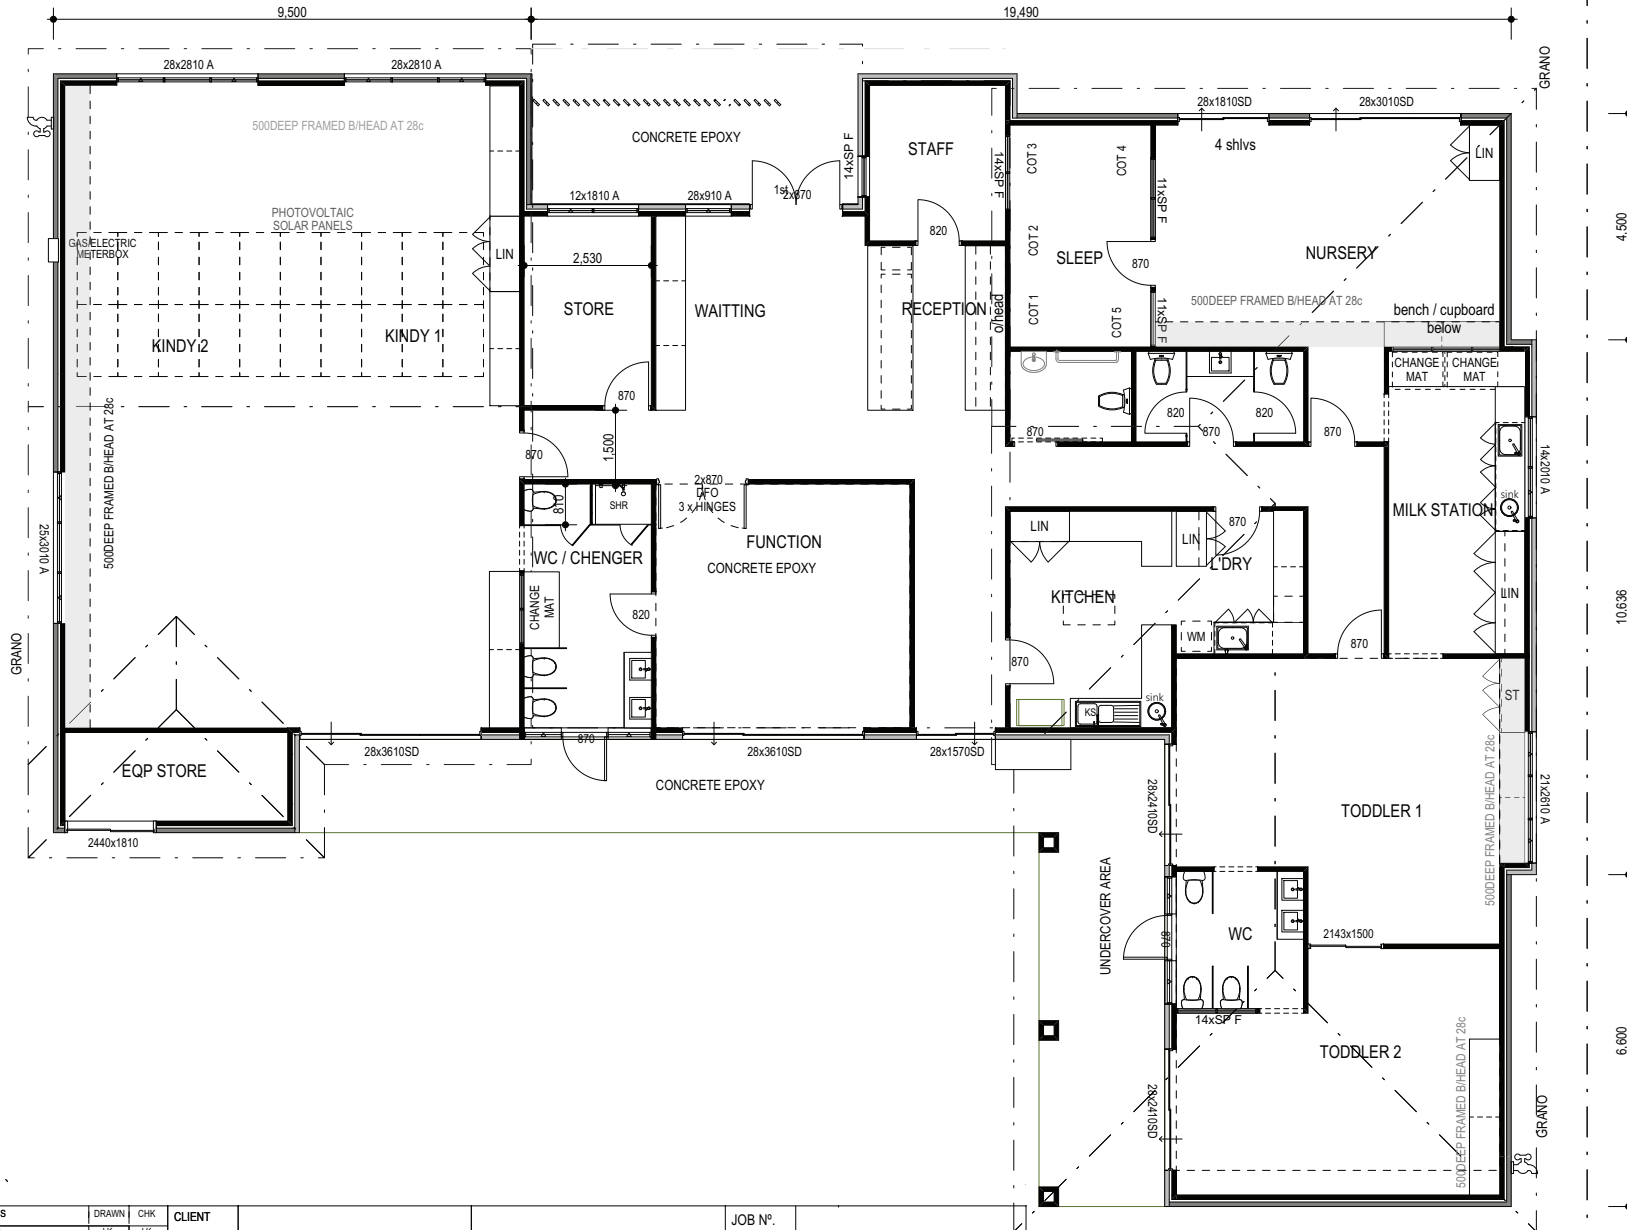 9,500
19,490
GRANO
28x2810 A
28x2810 A
28x1810SD
28x3010SD
500DEEP FRAMED B/HEAD AT 28c
CONCRETE EPOXY
14xSP F
STAFF
14xSP F
COT 3
COT 4
4 shlvs
LIN
11xSP F
12x1810 A
28x910 A
1st
2x870
820
PHOTOVOLTAIC
SOLAR PANELS
4.500
GAS/ELECTRIC
METERBOX
LIN
2,530
COT 2
SLEEP
870
NURSERY
STORE
WAITTING
RECEPTION
o/head
COT 1
COT 5
11xSP F
500DEEP FRAMED B/HEAD AT 28c
bench / cupboard
below
KINDY 2
KINDY 1
CHANGE
MAT
CHANGE
MAT
870
820
820
870
870
870
500DEEP FRAMED B/HEAD AT 28c
1,500
870
14x2010 A
2x870
DFO
3 x HINGES
810
SHR
sink
MILK STATION
25x3010 A
WC / CHENGER
FUNCTION
CONCRETE EPOXY
LIN
LIN
870
L'DRY
CHANGE
MAT
820
KITCHEN
LIN
10.636
WM
870
870
GRANO
KS
sink
ST
870
28x3610SD
28x3610SD
28x1570SD
EQP STORE
CONCRETE EPOXY
28x2410SD
TODDLER 1
500DEEP FRAMED B/HEAD AT 28c
21x2610 A
2440x1810
UNDERCOVER AREA
870
WC
2143x1500
14xSP F
TODDLER 2
6.600
28x2410SD
500DEEP FRAMED B/HEAD AT 28c
GRANO
S
DRAWN
CHK
CLIENT
JOB Nº.